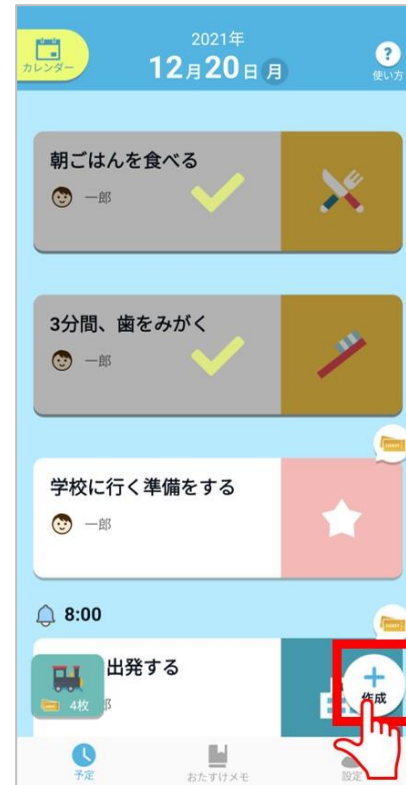 2021年
カレンダー
12月20日 月
?
使い方
朝ごはんを食べる
一郎
3分間、歯をみがく
一郎
学校に行く準備をする
一郎
8:00
出発する
4枚
作成
予定
おたすけメモ
設定